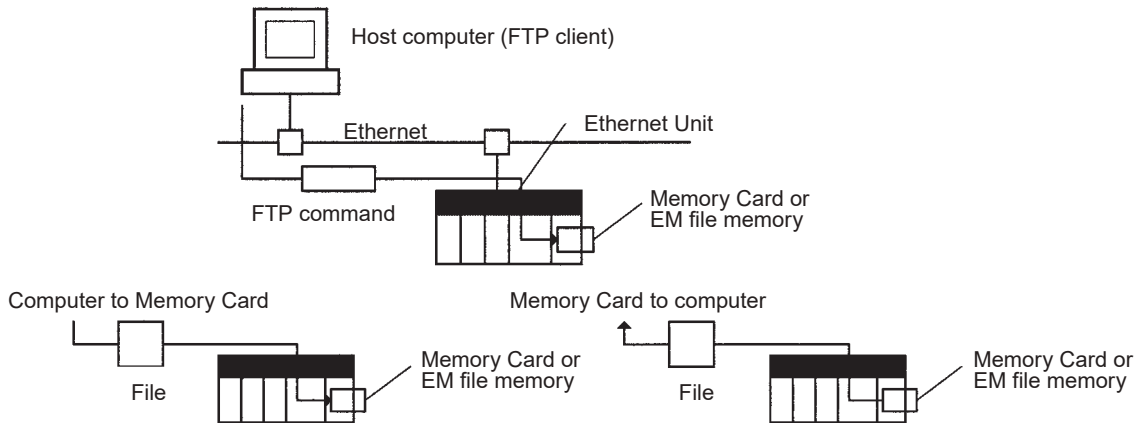 Host computer (FTP client)
Ethernet
Ethernet Unit
FTP command
Memory Card or
EM file memory
Computer to Memory Card
File
Memory Card or
EM file memory
Memory Card to computer
File
Memory Card or
EM file memory